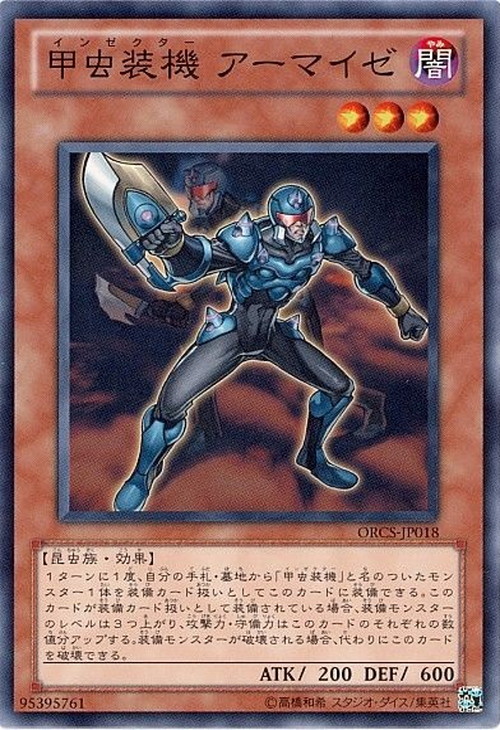 インゼクター
甲虫装機 アーマイゼ
やみ
闇
ORCS-JP018
【昆虫族・効果】
1ターンに1度、自分の手札・墓地から「甲虫装機」と名のついたモン
スター1体を装備カード扱いとしてこのカードに装備できる。この
カードが装備カード扱いとして装備されている場合、装備モンスター
のレベルは3つ上がり、攻撃力・守備力はこのカードのそれぞれの数
値分アップする。装備モンスターが破壊される場合、代わりにこのカード
を破壊できる。
ATK/ 200 DEF/ 600
95395761
©高橋和希 スタジオ・ダイス/集英社